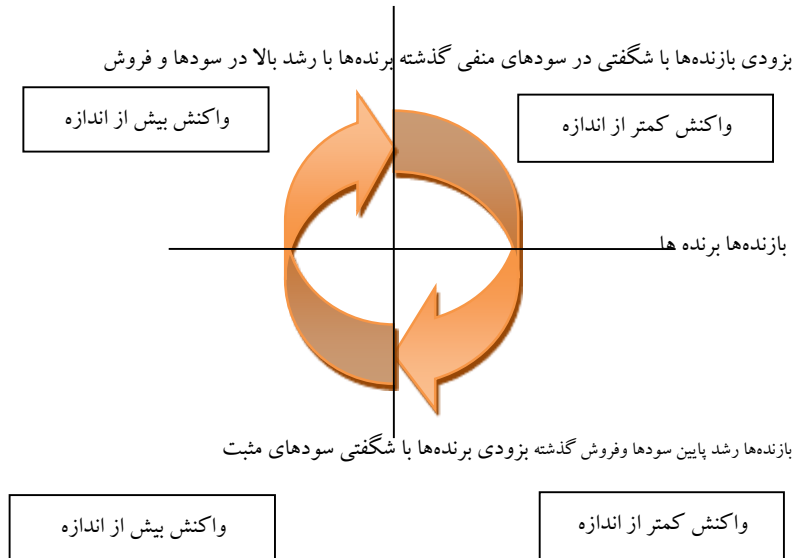 بزودی بازنده‌ها با شگفتی در سودهای منفی گذشته برنده‌ها با رشد بالا در سودها و فروش
واکنش کمتر از اندازه
واکنش بیش از اندازه
بازنده‌ها برنده ها
بازنده‌ها رشد پایین سودها وفروش گذشته بزودی برنده‌ها با شگفتی سودهای مثبت
واکنش کمتر از اندازه
واکنش بیش از اندازه